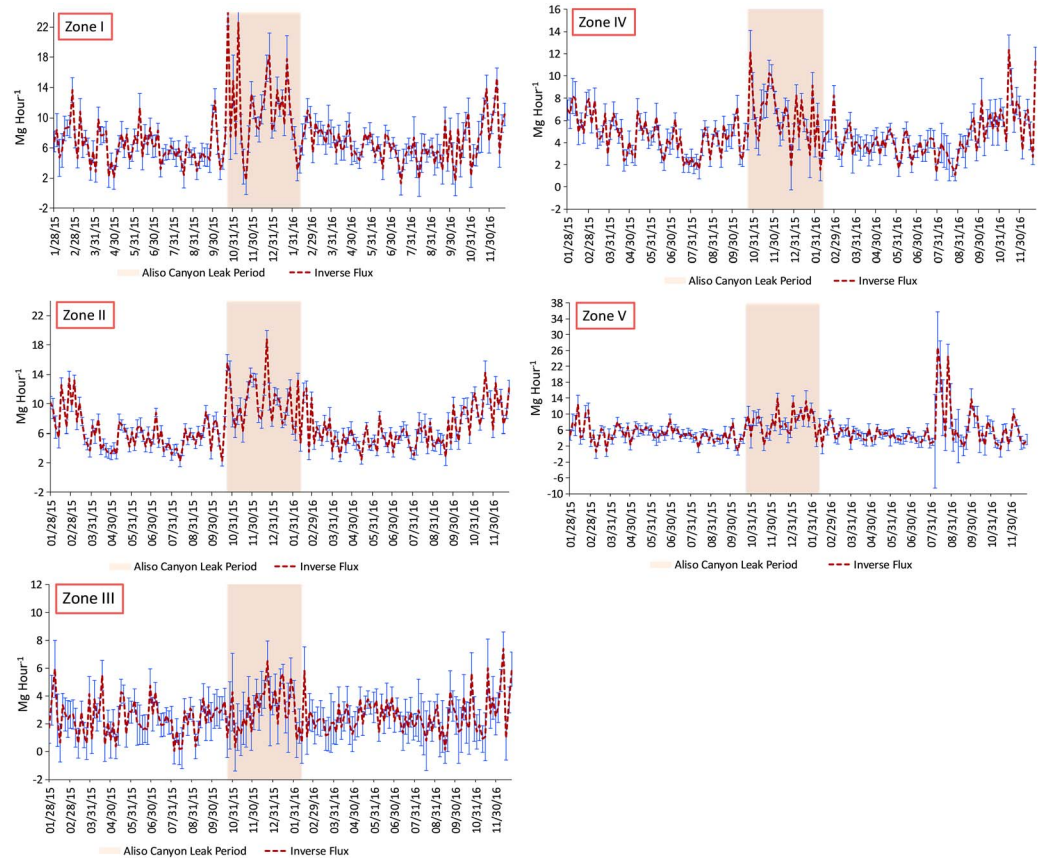 Zone I
Mg Hour-1
22
18
14
10
6
2
-2
1/28/15 2/28/15 3/31/15 4/30/15 5/31/15 6/30/15 7/31/15 8/31/15 9/30/15 10/31/15 11/30/15 12/31/15 1/31/16 2/29/16 3/31/16 4/30/16 5/31/16 6/30/16 7/31/16 8/31/16 9/30/16 10/31/16 11/30/16
Aliso Canyon Leak Period Inverse Flux
Zone IV
Mg Hour-1
16
14
12
10
8
6
4
2
0
-2
01/28/15 02/28/15 03/31/15 04/30/15 05/31/15 06/30/15 07/31/15 08/31/15 09/30/15 10/31/15 11/30/15 12/31/15 01/31/16 02/29/16 03/31/16 04/30/16 05/31/16 06/30/16 07/31/16 08/31/16 09/30/16 10/31/16 11/30/16
Aliso Canyon Leak Period Inverse Flux
Zone II
Mg Hour-1
22
18
14
10
6
2
-2
01/28/15 02/28/15 03/31/15 04/30/15 05/31/15 06/30/15 07/31/15 08/31/15 09/30/15 10/31/15 11/30/15 12/31/15 01/31/16 02/29/16 03/31/16 04/30/16 05/31/16 06/30/16 07/31/16 08/31/16 09/30/16 10/31/16 11/30/16
Aliso Canyon Leak Period Inverse Flux
Zone V
Mg Hour-1
38
34
30
26
22
18
14
10
6
2
-2
-6
-10
01/28/15 02/28/15 03/31/15 04/30/15 05/31/15 06/30/15 07/31/15 08/31/15 09/30/15 10/31/15 11/30/15 12/31/15 01/31/16 02/29/16 03/31/16 04/30/16 05/31/16 06/30/16 07/31/16 08/31/16 09/30/16 10/31/16 11/30/16
Aliso Canyon Leak Period Inverse Flux
Zone III
Mg Hour-1
12
10
8
6
4
2
0
-2
01/28/15 02/28/15 03/31/15 04/30/15 05/31/15 06/30/15 07/31/15 08/31/15 09/30/15 10/31/15 11/30/15 12/31/15 01/31/16 02/29/16 03/31/16 04/30/16 05/31/16 06/30/16 07/31/16 08/31/16 09/30/16 10/31/16 11/30/16
Aliso Canyon Leak Period Inverse Flux